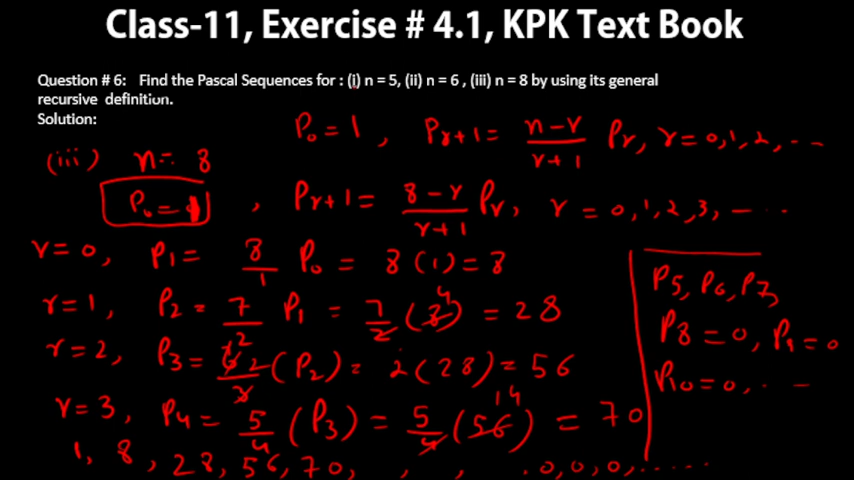 Class-11, Exercise # 4.1, KPK Text Book
Question # 6: Find the Pascal Sequences for : (i) n = 5, (ii) n = 6 , (iii) n = 8 by using its general
recursive definition.
Solution:
P₀ = 1 , Pr+1 = (n-r)/(r+1) Pr, r = 0,1,2, ...
(iii) n = 8
P₀ = 1 , Pr+1 = (8-r)/(r+1) Pr, r = 0,1,2,3, ...
r = 0, P₁ = 8/1 P₀ = 8(1) = 8
r = 1, P₂ = 7/2 P₁ = 7/2 (8) 4 = 28
r = 2, P₃ = 6/3 2 (P₂) = 2(28) = 56
r = 3, P₄ = 5/4 (P₃) = 5/4 (56) 14 = 70
1, 8, 28, 56, 70, , , . 0, 0, 0, ......
P5, P6, P7,
P8 = 0, P9 = 0
P10 = 0, . --